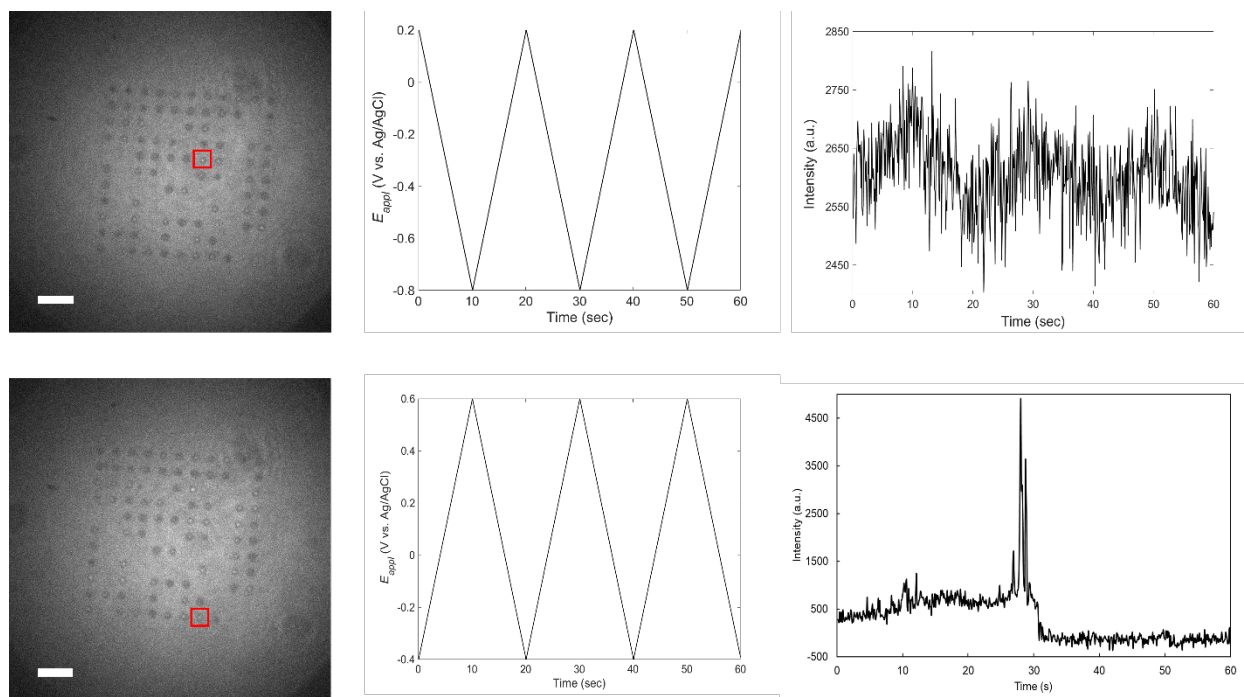 0.2
0
-0.2
-0.4
-0.6
-0.8
E_appl (V vs. Ag/AgCl)
0 10 20 30 40 50 60
Time (sec)
2850
2750
2650
2550
2450
Intensity (a.u.)
0 10 20 30 40 50 60
Time (sec)
0.6
0.4
0.2
0
-0.2
-0.4
E_appl (V vs. Ag/AgCl)
0 10 20 30 40 50 60
Time (sec)
4500
3500
2500
1500
500
-500
Intensity (a.u.)
0 10 20 30 40 50 60
Time (s)